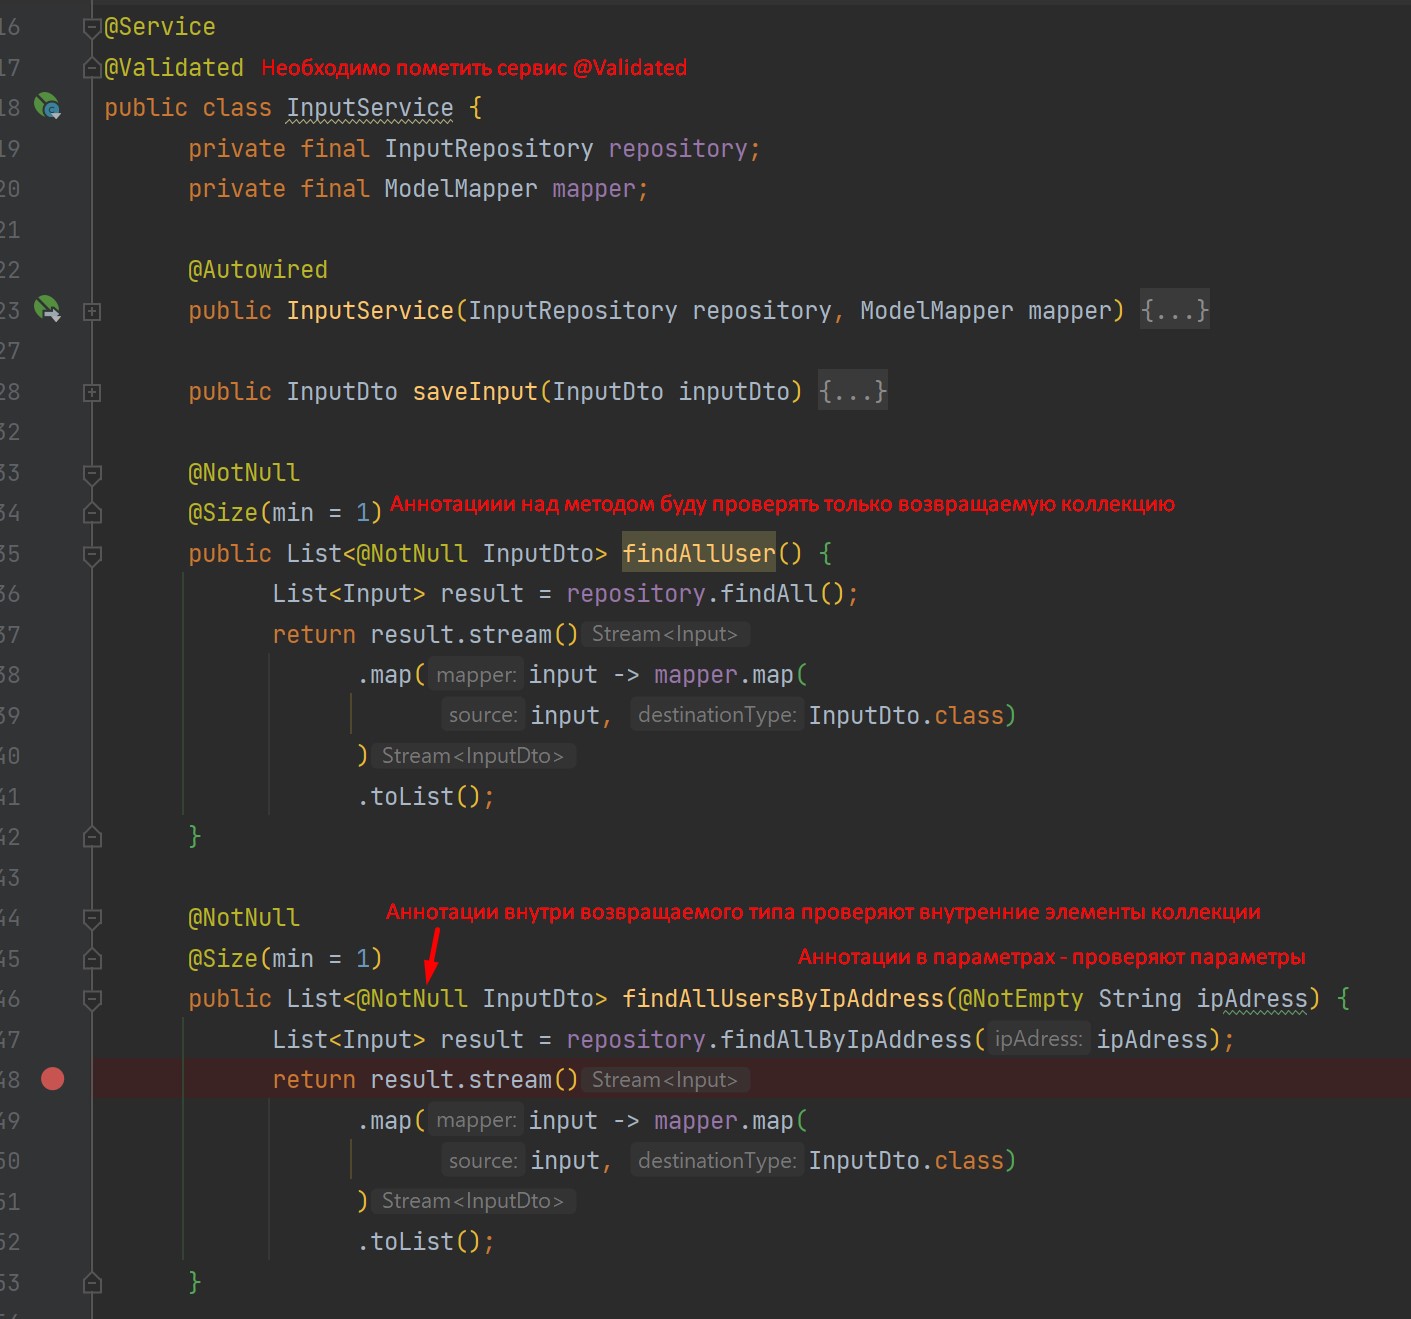 16 @Service
17 @Validated Необходимо пометить сервис @Validated
18 public class InputService {
19 private final InputRepository repository;
20 private final ModelMapper mapper;
21
22 @Autowired
23 public InputService(InputRepository repository, ModelMapper mapper) {...}
27
28 public InputDto saveInput(InputDto inputDto) {...}
32
33 @NotNull
34 @Size(min = 1) Аннотациии над методом буду проверять только возвращаемую коллекцию
35 public List<@NotNull InputDto> findAllUser() {
36 List<Input> result = repository.findAll();
37 return result.stream() Stream<Input>
38 .map( mapper: input -> mapper.map(
39 source: input, destinationType: InputDto.class)
40 ) Stream<InputDto>
41 .toList();
42 }
43
44 @NotNull Аннотации внутри возвращаемого типа проверяют внутренние элементы коллекции
45 @Size(min = 1) Аннотации в параметрах - проверяют параметры
46 public List<@NotNull InputDto> findAllUsersByIpAddress(@NotEmpty String ipAdress) {
47 List<Input> result = repository.findAllByIpAddress( ipAdress: ipAdress);
48 return result.stream() Stream<Input>
49 .map( mapper: input -> mapper.map(
50 source: input, destinationType: InputDto.class)
51 ) Stream<InputDto>
52 .toList();
53 }